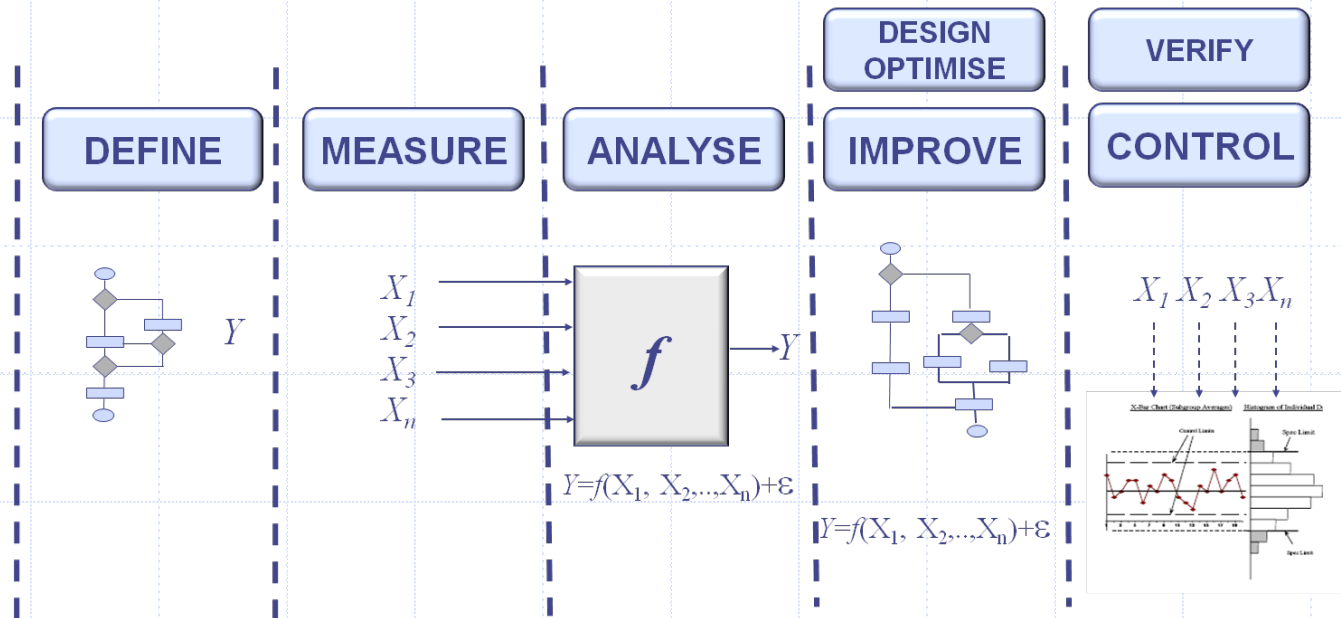 DESIGN
OPTIMISE
VERIFY
DEFINE
MEASURE
ANALYSE
IMPROVE
CONTROL
Y
X1
X2
X3
Xn
f
Y
Y=f(X1, X2,..,Xn)+ε
Y=f(X1, X2,..,Xn)+ε
X1 X2 X3 Xn
X-Bar Chart (Subgroup Averages)
Histogram of Individual D
Control Limits
Spec Limit
Spec Limit